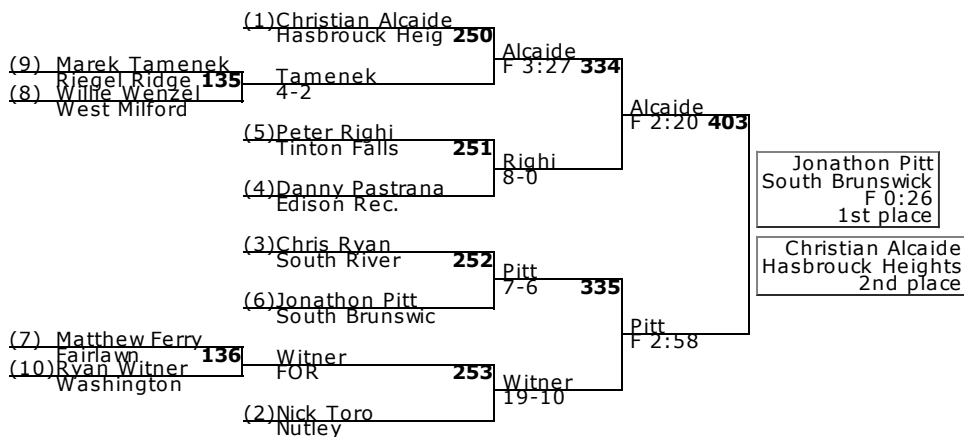 (1) Christian Alcaide
Hasbrouck Heig 250
Alcaide
F 3:27 334
(9) Marek Tamenek
Riegel Ridge 135
(8) Willie Wenzel
West Milford
Tamenek
4-2
Alcaide
F 2:20 403
(5) Peter Righi
Tinton Falls 251
Righi
8-0
(4) Danny Pastrana
Edison Rec.
Jonathon Pitt
South Brunswick
F 0:26
1st place
(3) Chris Ryan
South River 252
Christian Alcaide
Hasbrouck Heights
2nd place
Pitt
7-6 335
(6) Jonathon Pitt
South Brunswic
Pitt
F 2:58
(7) Matthew Ferry
Fairlawn 136
(10) Ryan Witner
Washington
Witner
FOR 253
Witner
19-10
(2) Nick Toro
Nutley